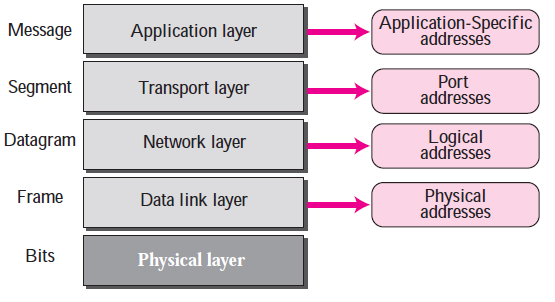 Message
Application layer
Application-Specific
addresses
Segment
Transport layer
Port
addresses
Datagram
Network layer
Logical
addresses
Frame
Data link layer
Physical
addresses
Bits
Physical layer